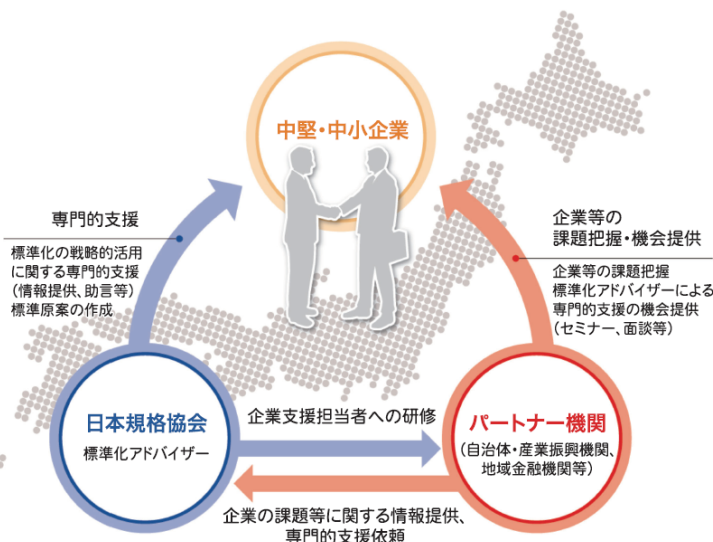 中堅・中小企業
専門的支援
標準化の戦略的活用
に関する専門的支援
(情報提供、助言等)
標準原案の作成
企業等の
課題把握・機会提供
企業等の課題把握
標準化アドバイザーによる
専門的支援の機会提供
(セミナー、面談等)
日本規格協会
標準化アドバイザー
企業支援担当者への研修
パートナー機関
(自治体・産業振興機関、
地域金融機関等)
企業の課題等に関する情報提供、
専門的支援依頼